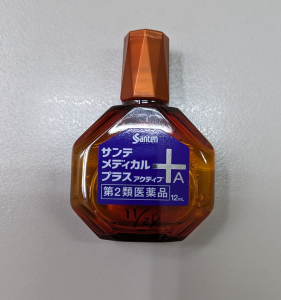 Santen
サンテ
メディカル
プラス アクティブ +A
第2類医薬品
12mL